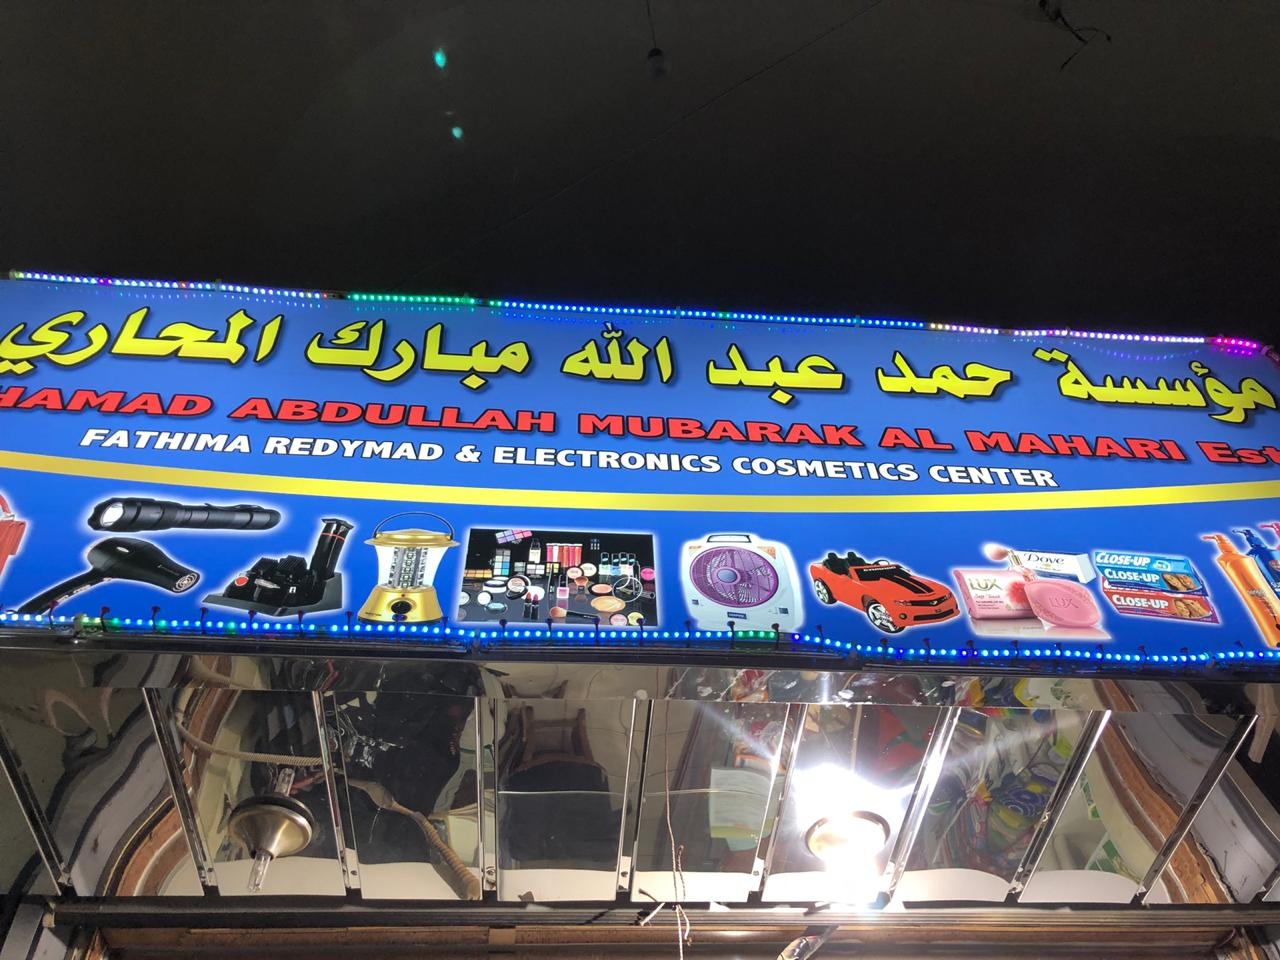 مؤسسة حمد عبد الله مبارك المحاري
HAMAD ABDULLAH MUBARAK AL MAHARI Est
FATHIMA REDYMAD & ELECTRONICS COSMETICS CENTER
Dove
LUX
LUX
CLOSE-UP
CLOSE-UP
CLOSE-UP